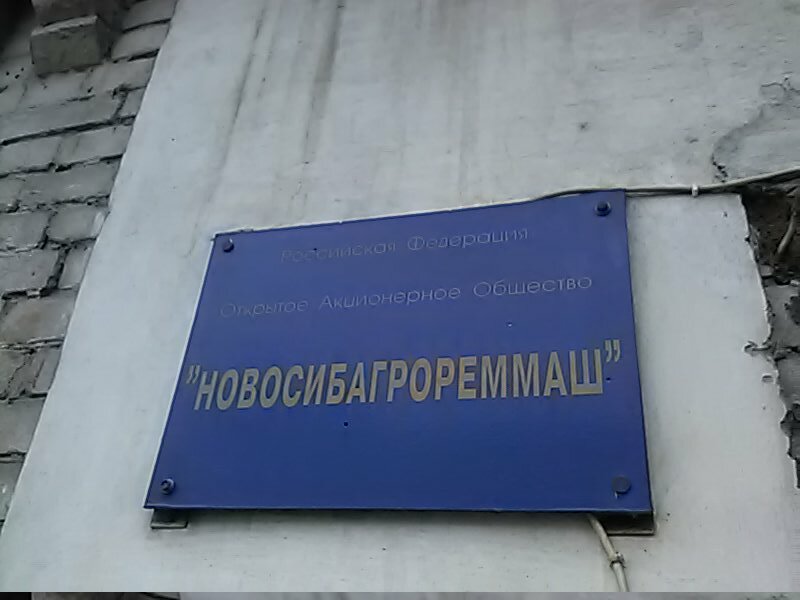 Российская Федерация
Открытое Акционерное Общество
"НОВОСИБАГРОРЕММАШ"